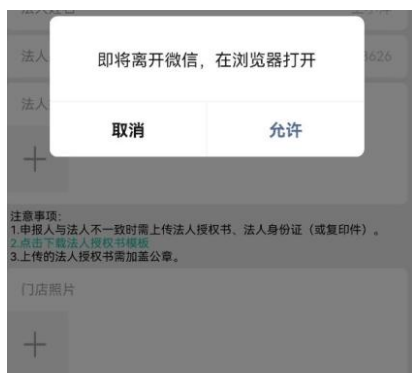 法人
3626
即将离开微信，在浏览器打开
法人
取消
允许
注意事项:
1.申报人与法人不一致时需上传法人授权书、法人身份证（或复印件）。
2.点击下载法人授权书模板
3.上传的法人授权书需加盖公章。
门店照片